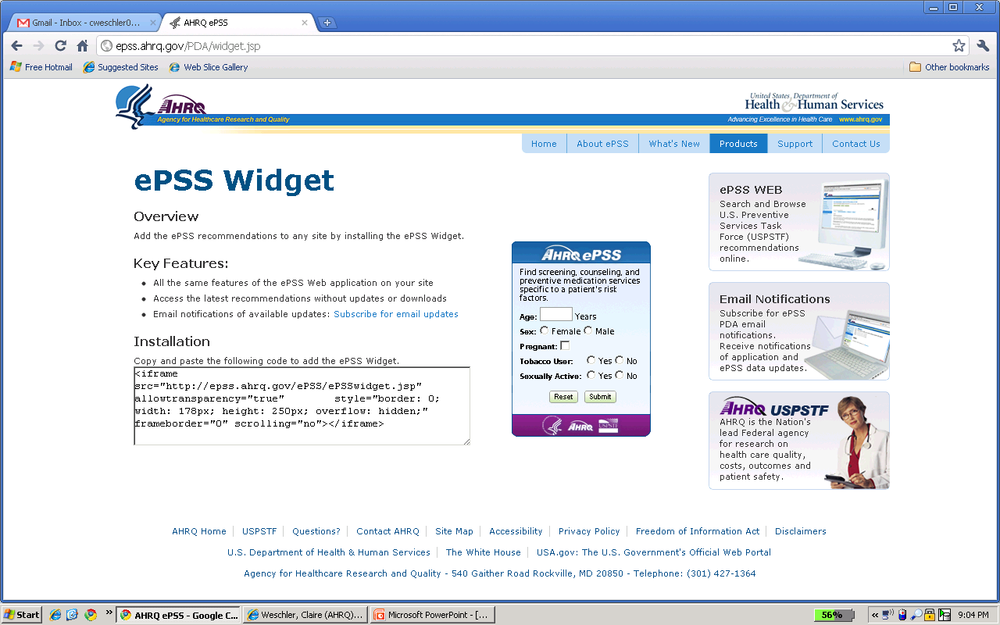 Gmail - Inbox - cweschler0...
AHRQ ePSS
epss.ahrq.gov/PDA/widget.jsp
Free Hotmail
Suggested Sites
Web Slice Gallery
Other bookmarks
AHRQ
Agency for Healthcare Research and Quality
United States Department of
Health & Human Services
Advancing Excellence in Health Care www.ahrq.gov
Home
About ePSS
What's New
Products
Support
Contact Us
ePSS Widget
Overview
Add the ePSS recommendations to any site by installing the ePSS Widget.
Key Features:
• All the same features of the ePSS Web application on your site
• Access the latest recommendations without updates or downloads
• Email notifications of available updates: Subscribe for email updates
Installation
Copy and paste the following code to add the ePSS Widget.
<iframe
src="http://epss.ahrq.gov/ePSS/ePSSwidget.jsp"
allowtransparency="true" style="border: 0;
width: 178px; height: 250px; overflow: hidden;"
frameborder="0" scrolling="no"></iframe>
AHRQ ePSS
Find screening, counseling, and
preventive medication services
specific to a patient's risk
factors.
Age: Years
Sex: Female Male
Pregnant:
Tobacco User: Yes No
Sexually Active: Yes No
Reset Submit
AHRQ
ePSS WEB
Search and Browse
U.S. Preventive
Services Task
Force (USPSTF)
recommendations
online.
Email Notifications
Subscribe for ePSS
PDA email
notifications.
Receive notifications
of application and
ePSS data updates.
AHRQ USPSTF
AHRQ is the Nation's
lead Federal agency
for research on
health care quality,
costs, outcomes and
patient safety.
AHRQ Home
USPSTF
Questions?
Contact AHRQ
Site Map
Accessibility
Privacy Policy
Freedom of Information Act
Disclaimers
U.S. Department of Health & Human Services
The White House
USA.gov: The U.S. Government's Official Web Portal
Agency for Healthcare Research and Quality - 540 Gaither Road Rockville, MD 20850 - Telephone: (301) 427-1364
Start
AHRQ ePSS - Google C...
Weschler, Claire (AHRQ)...
Microsoft PowerPoint - [...
56%
9:04 PM